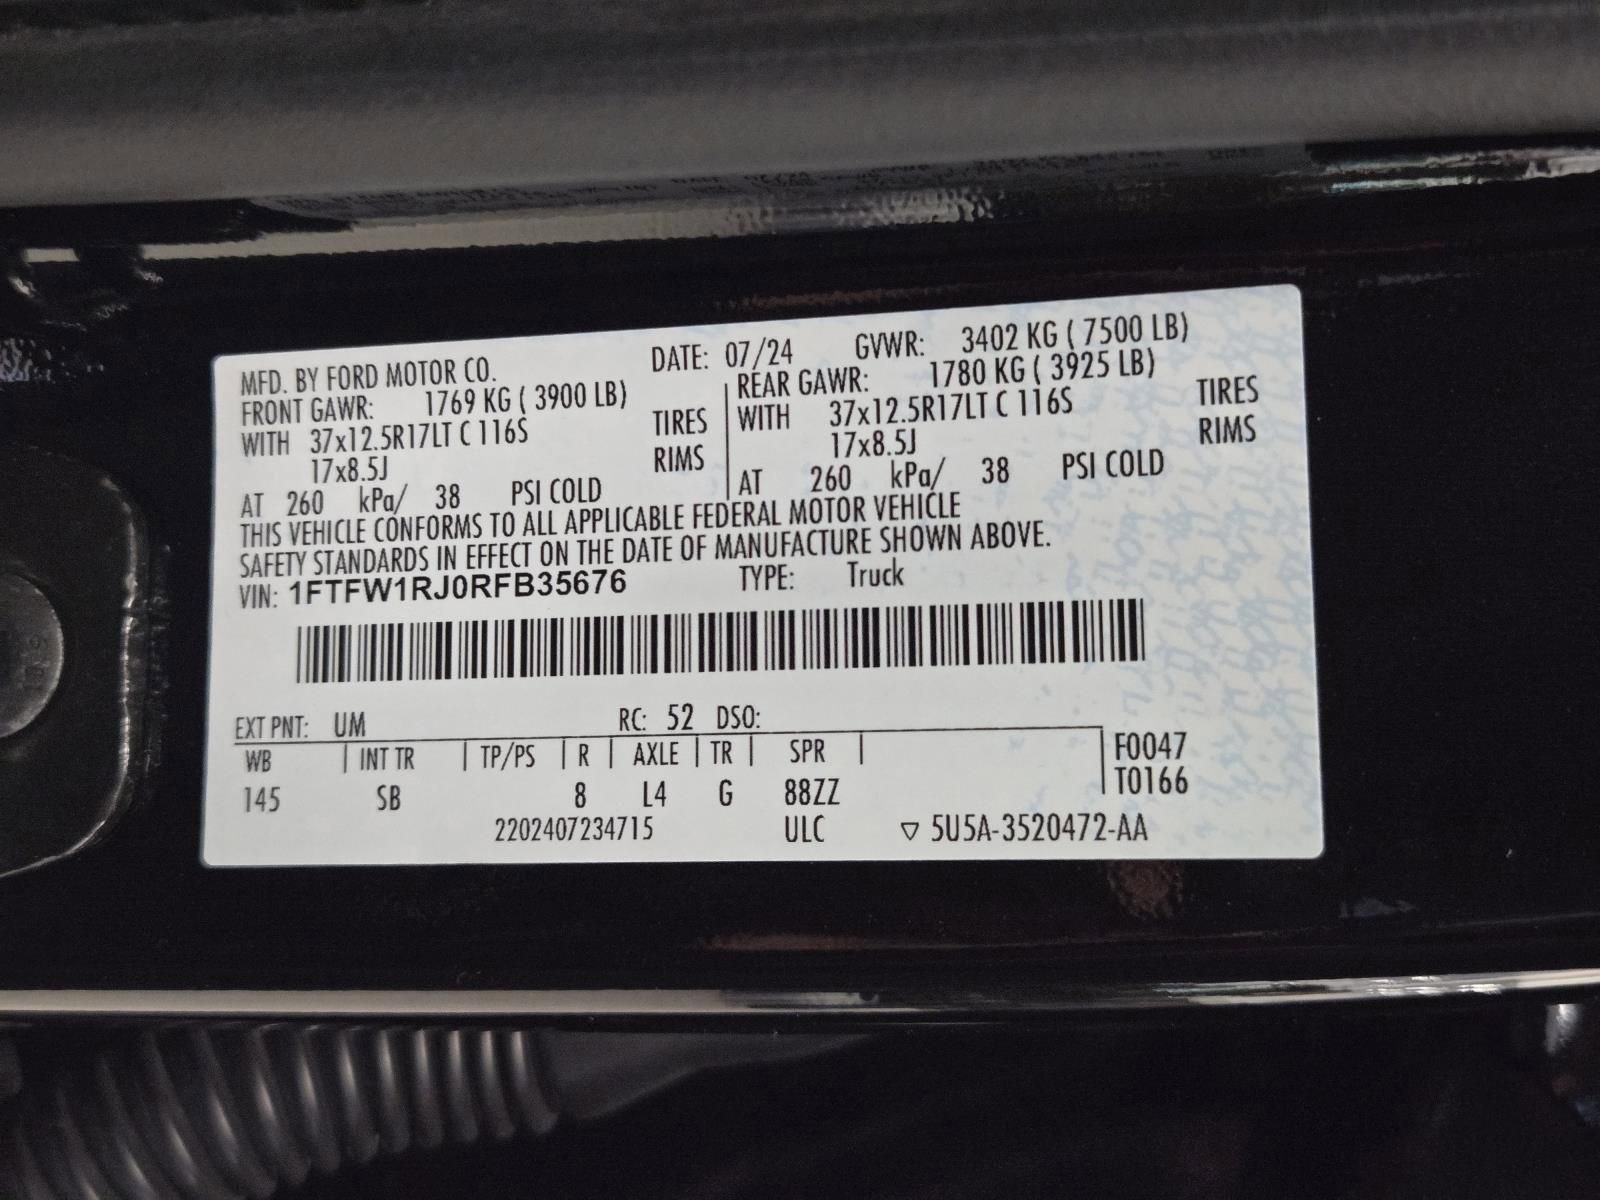 MFD. BY FORD MOTOR CO. DATE: 07/24 GVWR: 3402 KG ( 7500 LB)
FRONT GAWR: 1769 KG ( 3900 LB) REAR GAWR: 1780 KG ( 3925 LB)
WITH 37x12.5R17LT C 116S TIRES WITH 37x12.5R17LT C 116S TIRES
17x8.5J RIMS 17x8.5J RIMS
AT 260 kPa/ 38 PSI COLD AT 260 kPa/ 38 PSI COLD
THIS VEHICLE CONFORMS TO ALL APPLICABLE FEDERAL MOTOR VEHICLE
SAFETY STANDARDS IN EFFECT ON THE DATE OF MANUFACTURE SHOWN ABOVE.
VIN: 1FTFW1RJ0RFB35676 TYPE: Truck
EXT PNT: UM RC: 52 DSO:
WB INT TR TP/PS R AXLE TR SPR F0047
145 SB 8 L4 G 88ZZ T0166
2202407234715 ULC ▽ 5U5A-3520472-AA